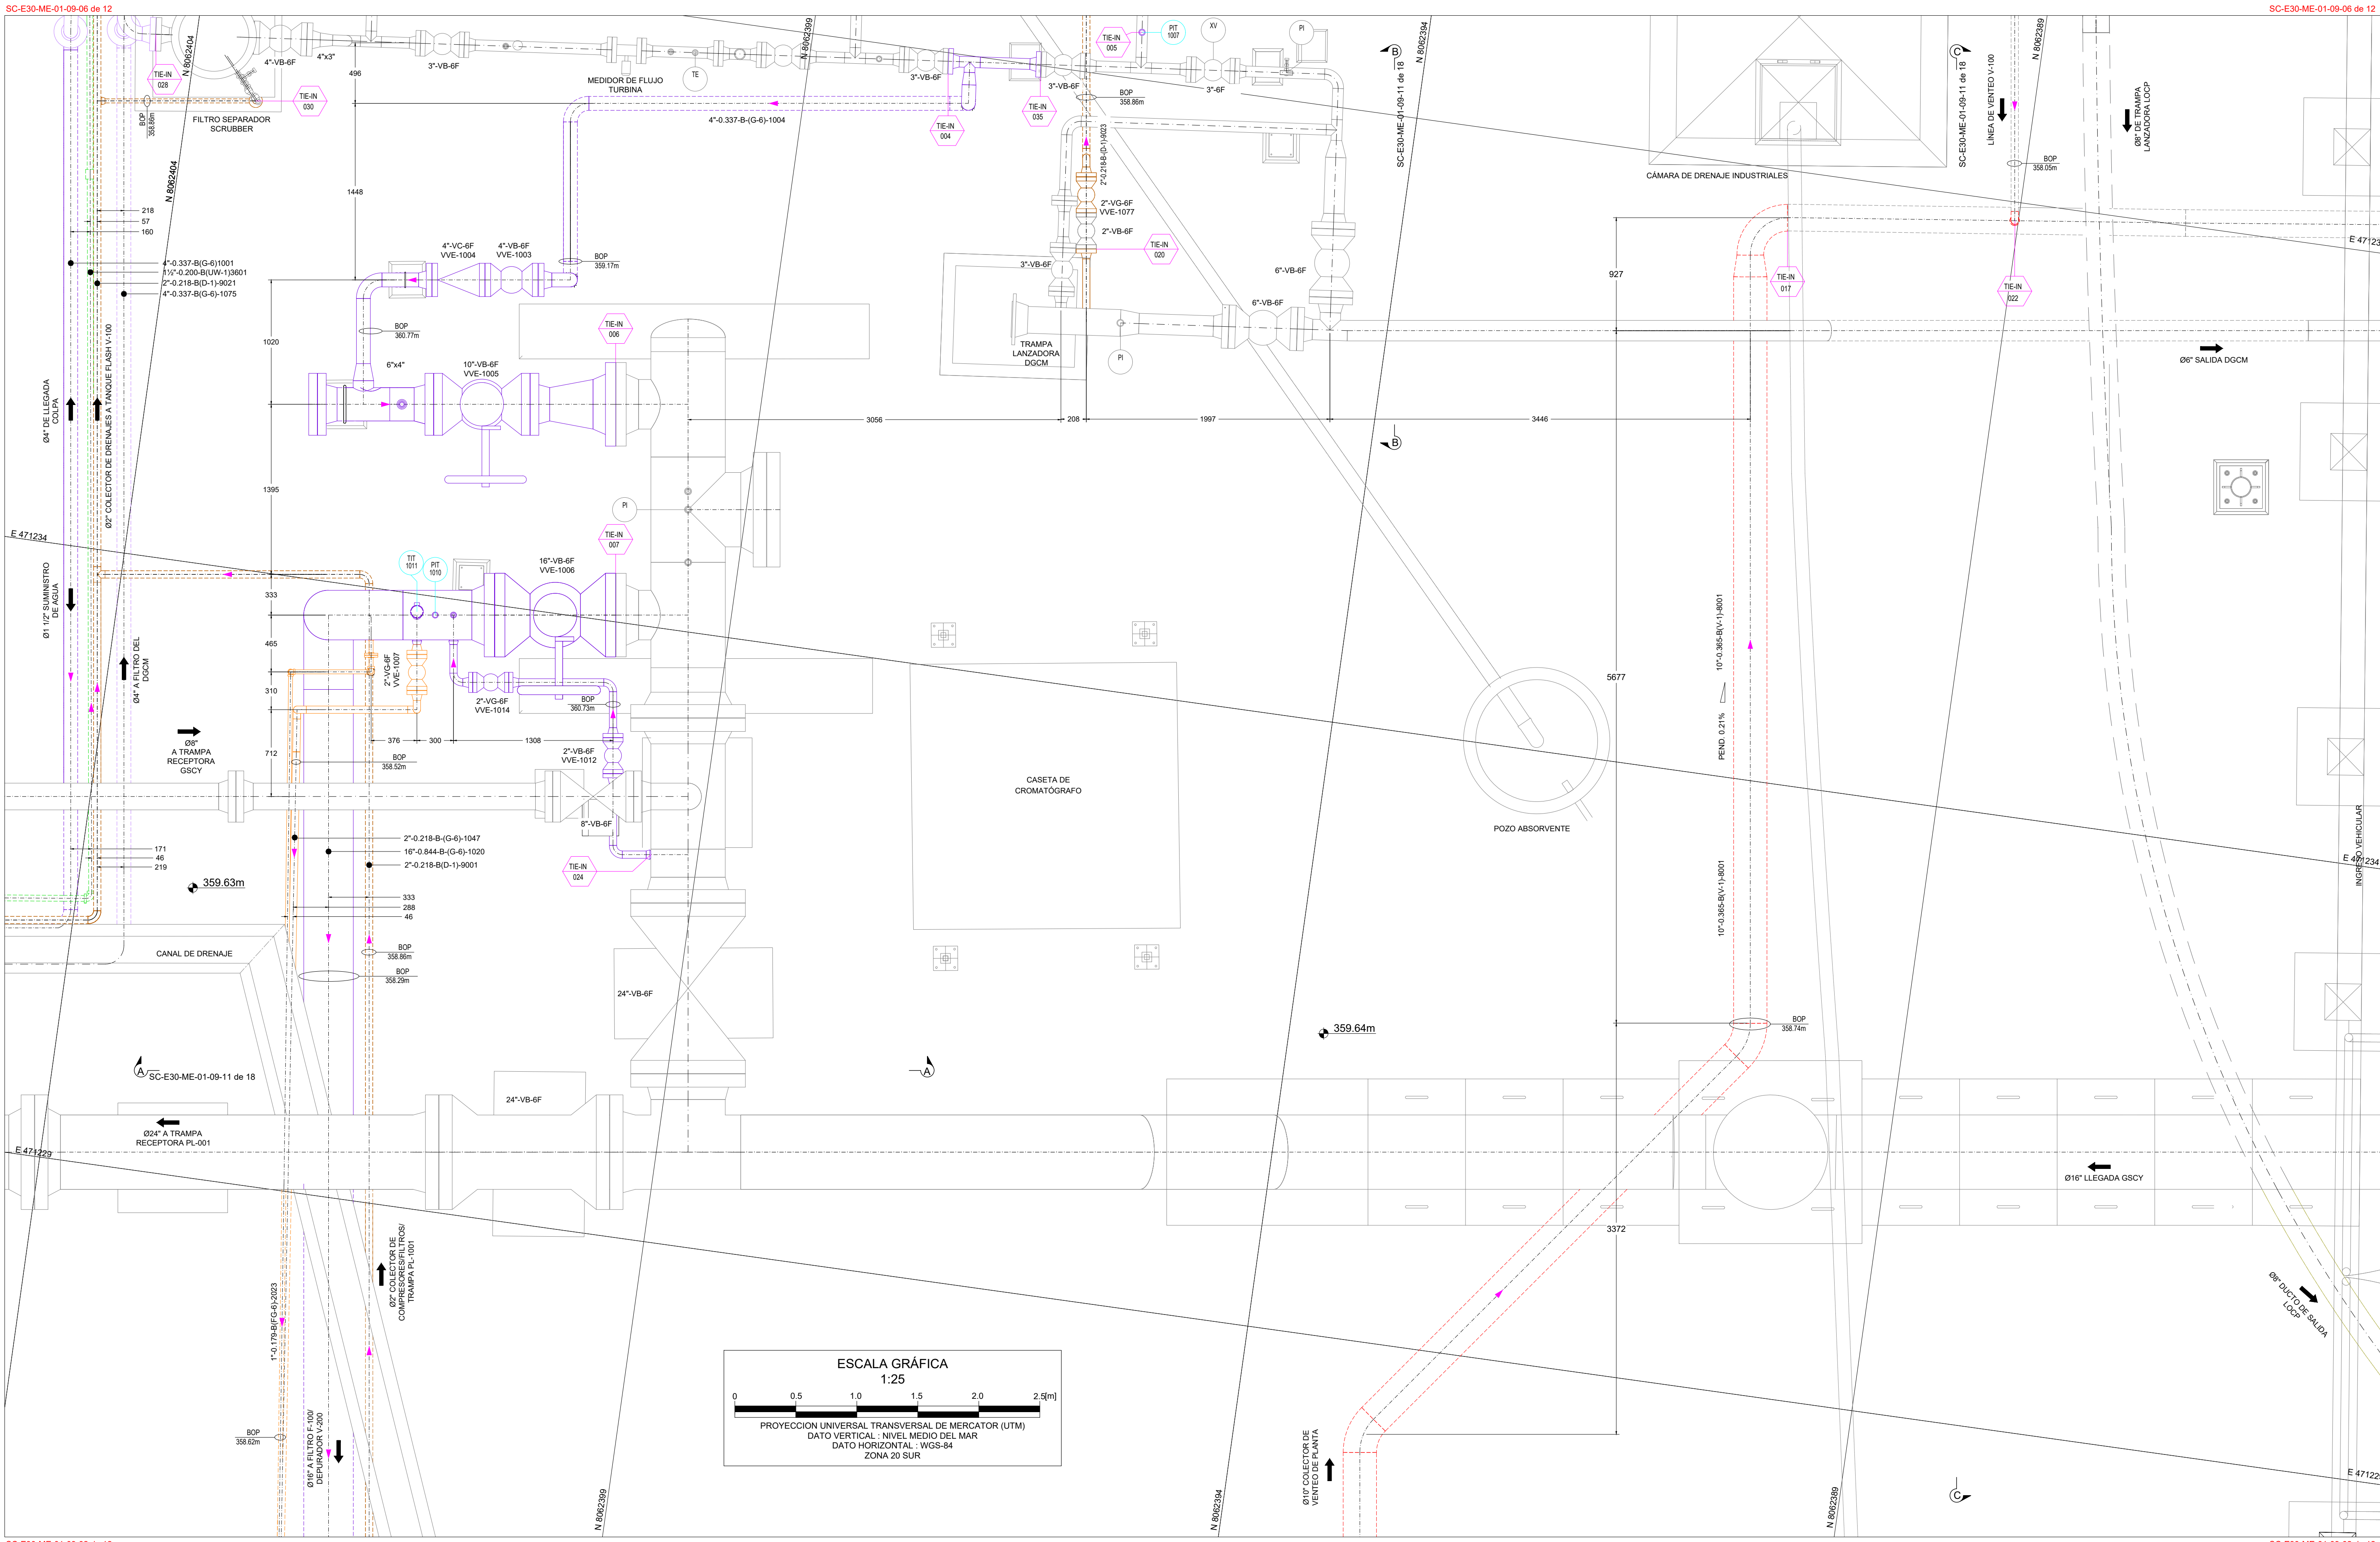 SC-E30-ME-01-09-06 de 12
SC-E30-ME-01-09-06 de 12
TIE-IN
028
N 8062404
4"-VB-6F
4"x3"
3"-VB-6F
496
MEDIDOR DE FLUJO
TURBINA
TE
N 8062399
3"-VB-6F
TIE-IN
005
PIT
1007
XV
PI
3"-VB-6F
3"-6F
BOP
358.86m
B
SC-E30-ME-01-09-11 de 18
N 8062394
C
SC-E30-ME-01-09-11 de 18
LÍNEA DE VENTEO V-100
N 8062389
Ø8" DE TRAMPA
LANZADORA LOCP
BOP
358.86m
FILTRO SEPARADOR
SCRUBBER
TIE-IN
030
4"-0.337-B-(G-6)-1004
TIE-IN
004
TIE-IN
035
2"-0.218-B-(D-1)-9023
CÁMARA DE DRENAJE INDUSTRIALES
BOP
358.05m
N 8062404
1448
218
57
160
2"-VG-6F
VVE-1077
2"-VB-6F
TIE-IN
020
4"-0.337-B(G-6)1001
1½"-0.200-B(UW-1)3601
2"-0.218-B(D-1)-9021
4"-0.337-B(G-6)-1075
4"-VC-6F
VVE-1004
4"-VB-6F
VVE-1003
BOP
359.17m
3"-VB-6F
6"-VB-6F
927
TIE-IN
017
TIE-IN
022
BOP
360.77m
TIE-IN
006
6"-VB-6F
TRAMPA
LANZADORA
DGCM
PI
1020
Ø6" SALIDA DGCM
6"x4"
10"-VB-6F
VVE-1005
Ø4" DE LLEGADA
COLPA
Ø2" COLECTOR DE DRENAJES A TANQUE FLASH V-100
3056
208
1997
3446
B
1395
PI
E 471234
TIE-IN
007
TIT
1011
PIT
1010
16"-VB-6F
VVE-1006
Ø1 1/2" SUMINISTRO
DE AGUA
333
465
310
712
Ø4" A FILTRO DEL
DGCM
2"-VG-6F
VVE-1007
2"-VG-6F
VVE-1014
BOP
360.73m
376
300
1308
2"-VB-6F
VVE-1012
Ø8"
A TRAMPA
RECEPTORA
GSCY
BOP
358.52m
5677
10"-0.365-B(V-1)-8001
PEND. 0.21%
CASETA DE
CROMATÓGRAFO
POZO ABSORVENTE
8"-VB-6F
2"-0.218-B-(G-6)-1047
16"-0.844-B-(G-6)-1020
2"-0.218-B(D-1)-9001
171
46
219
TIE-IN
024
359.63m
333
288
46
10"-0.365-B(V-1)-8001
INGRESO VEHICULAR
E 471234
CANAL DE DRENAJE
BOP
358.86m
BOP
358.29m
24"-VB-6F
359.64m
BOP
358.74m
A
SC-E30-ME-01-09-11 de 18
A
24"-VB-6F
Ø24" A TRAMPA
RECEPTORA PL-001
E 471229
Ø16" LLEGADA GSCY
3372
1"-0.179-B(FG-6)-2023
Ø2" COLECTOR DE
COMPRESORES/FILTROS/
TRAMPA PL-1001
Ø8" DUCTO DE SALIDA
LOCP
ESCALA GRÁFICA
1:25
0 0.5 1.0 1.5 2.0 2.5[m]
PROYECCION UNIVERSAL TRANSVERSAL DE MERCATOR (UTM)
DATO VERTICAL : NIVEL MEDIO DEL MAR
DATO HORIZONTAL : WGS-84
ZONA 20 SUR
BOP
358.62m
Ø16" A FILTRO F-100/
DEPURADOR V-200
Ø10" COLECTOR DE
VENTEO DE PLANTA
N 8062399
N 8062394
N 8062389
C